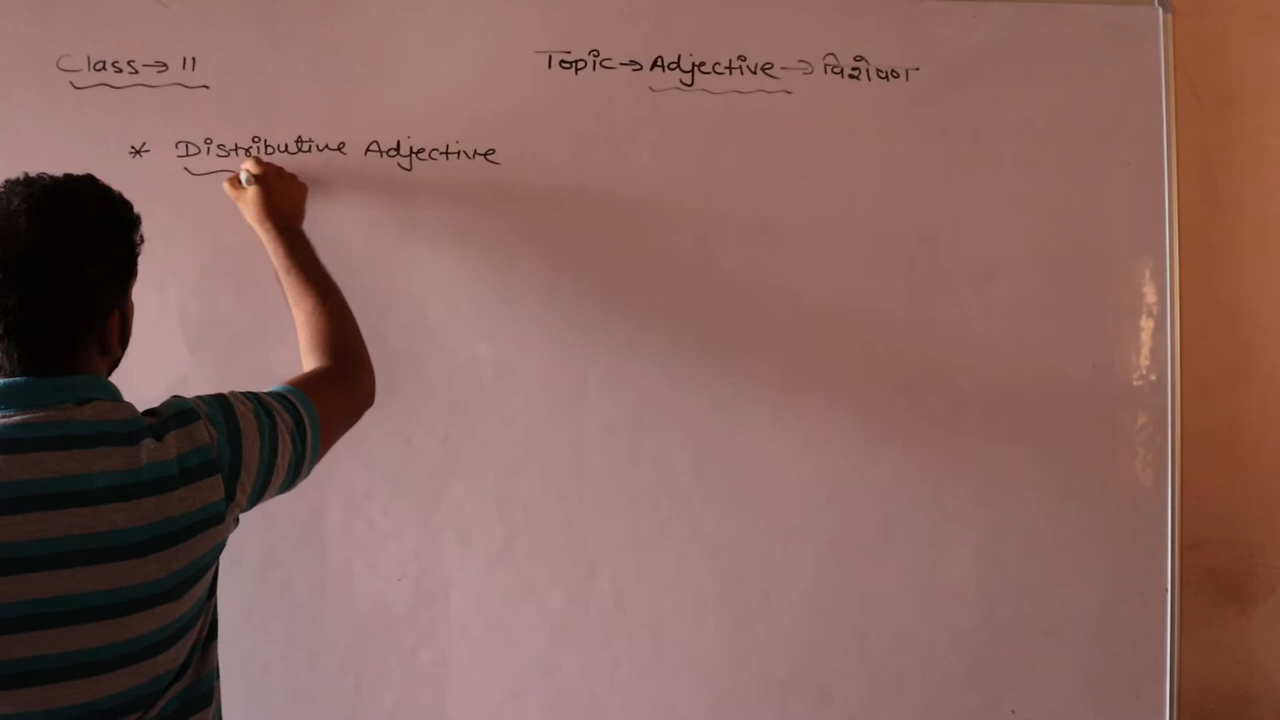 Class→11
Topic→Adjective→विशेषण
* Distributive Adjective